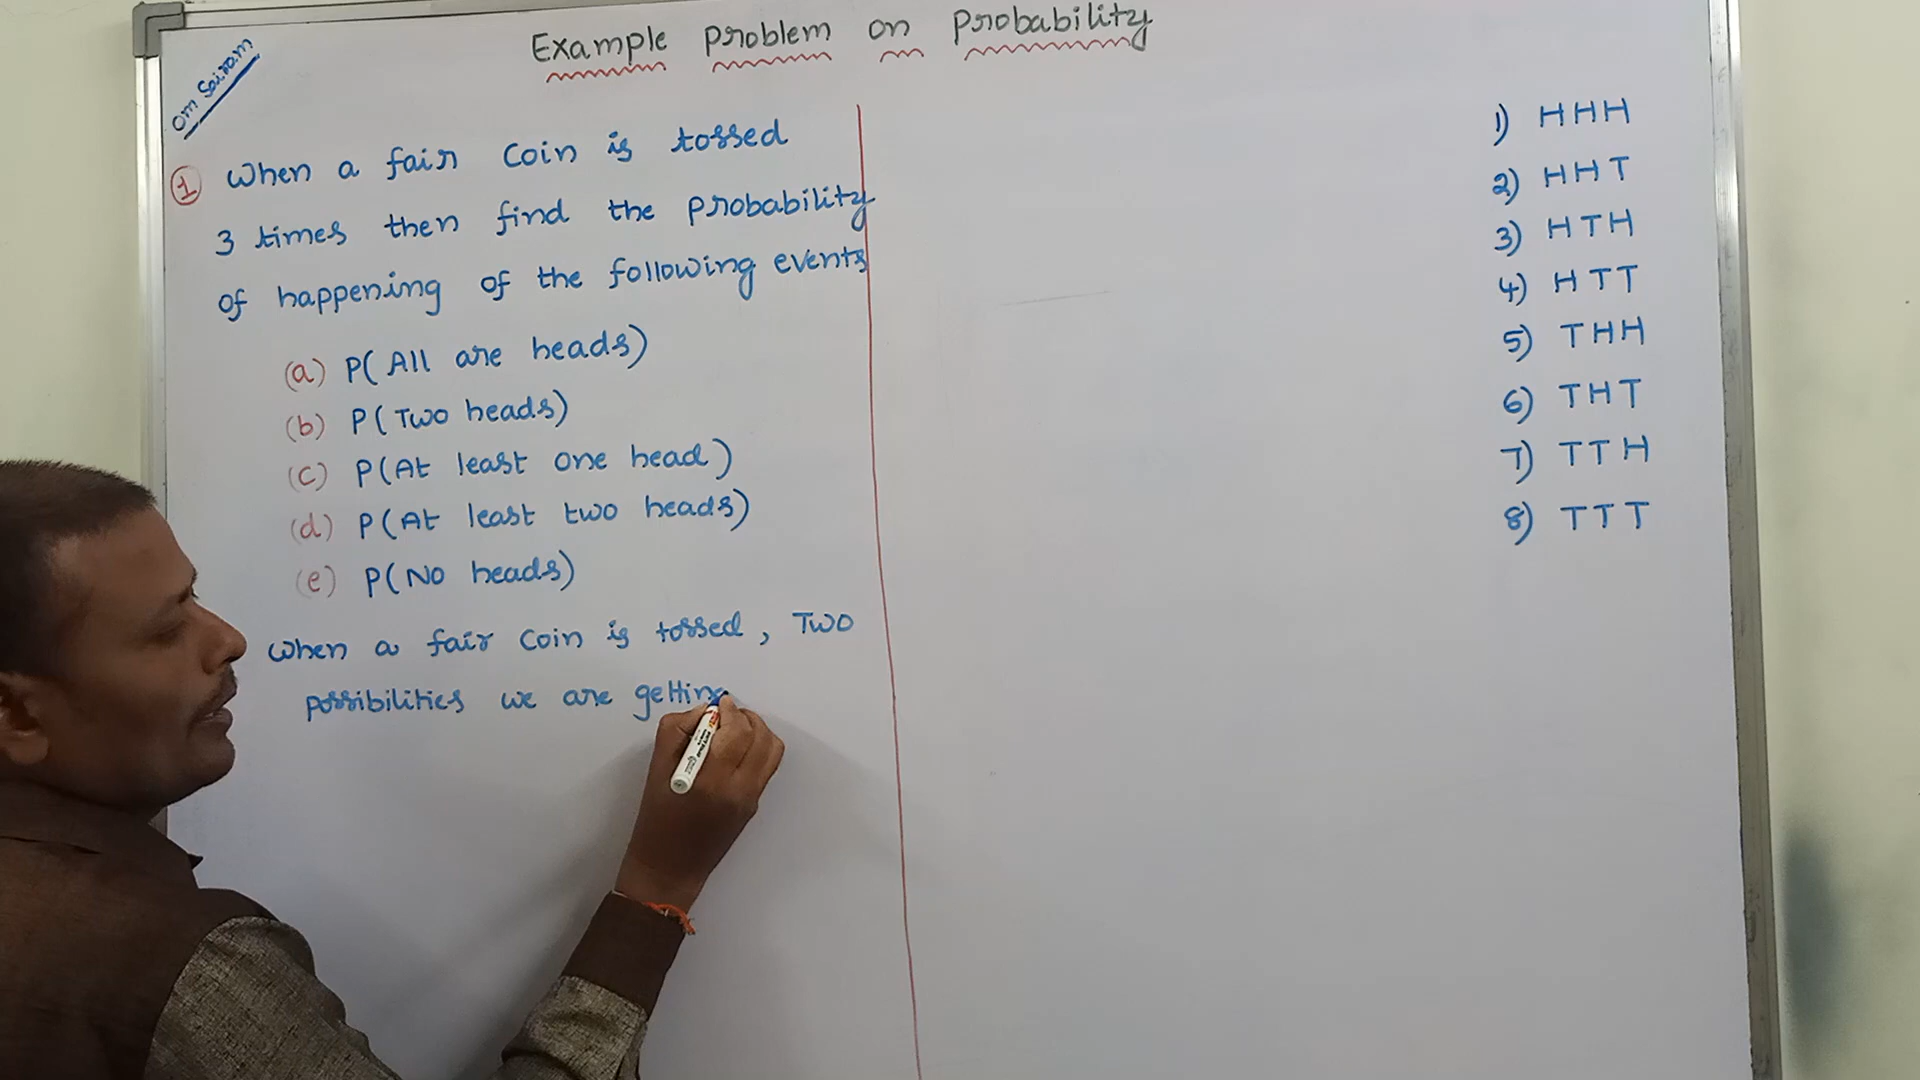 Example Problem on Probability
Om Sairam
1 When a fair Coin is tossed
3 times then find the probability
of happening of the following events
(a) P(All are heads)
(b) P(Two heads)
(c) P(At least one head)
(d) P(At least two heads)
(e) P(No heads)
When a fair Coin is tossed, Two
possibilities we are getting
1) HHH
2) HHT
3) HTH
4) HTT
5) THH
6) THT
7) TTH
8) TTT